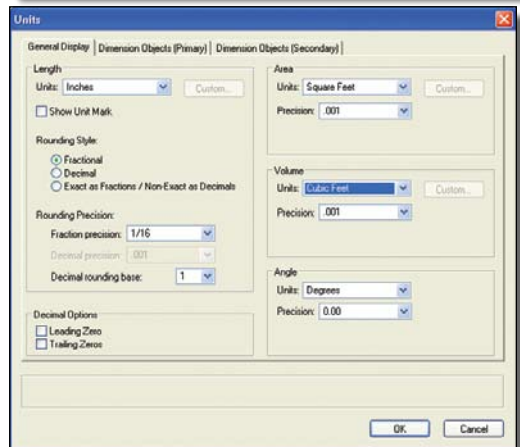 Units
General Display | Dimension Objects (Primary) | Dimension Objects (Secondary)
Length
Units: Inches
Custom...
Show Unit Mark
Rounding Style:
Fractional
Decimal
Exact as Fractions / Non-Exact as Decimals
Rounding Precision:
Fraction precision: 1/16
Decimal precision: .001
Decimal rounding base: 1
Decimal Options
Leading Zero
Trailing Zeros
Area
Units: Square Feet
Custom...
Precision: .001
Volume
Units: Cubic Feet
Custom...
Precision: .001
Angle
Units: Degrees
Precision: 0.00
OK
Cancel